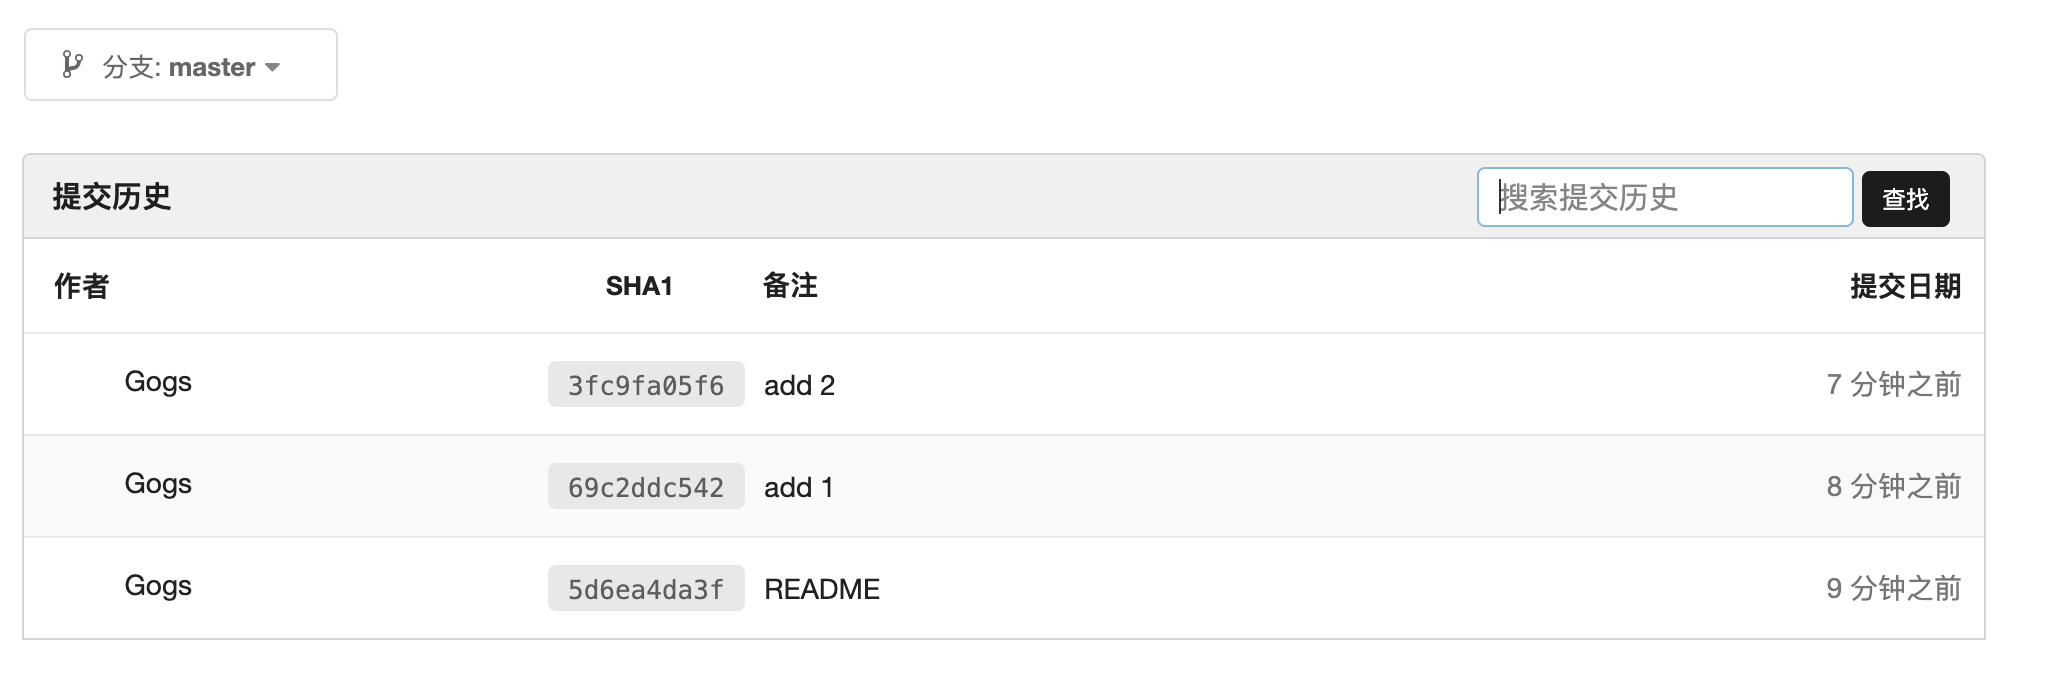 分支: master
提交历史 搜索提交历史 查找
作者 SHA1 备注 提交日期
Gogs 3fc9fa05f6 add 2 7 分钟之前
Gogs 69c2ddc542 add 1 8 分钟之前
Gogs 5d6ea4da3f README 9 分钟之前